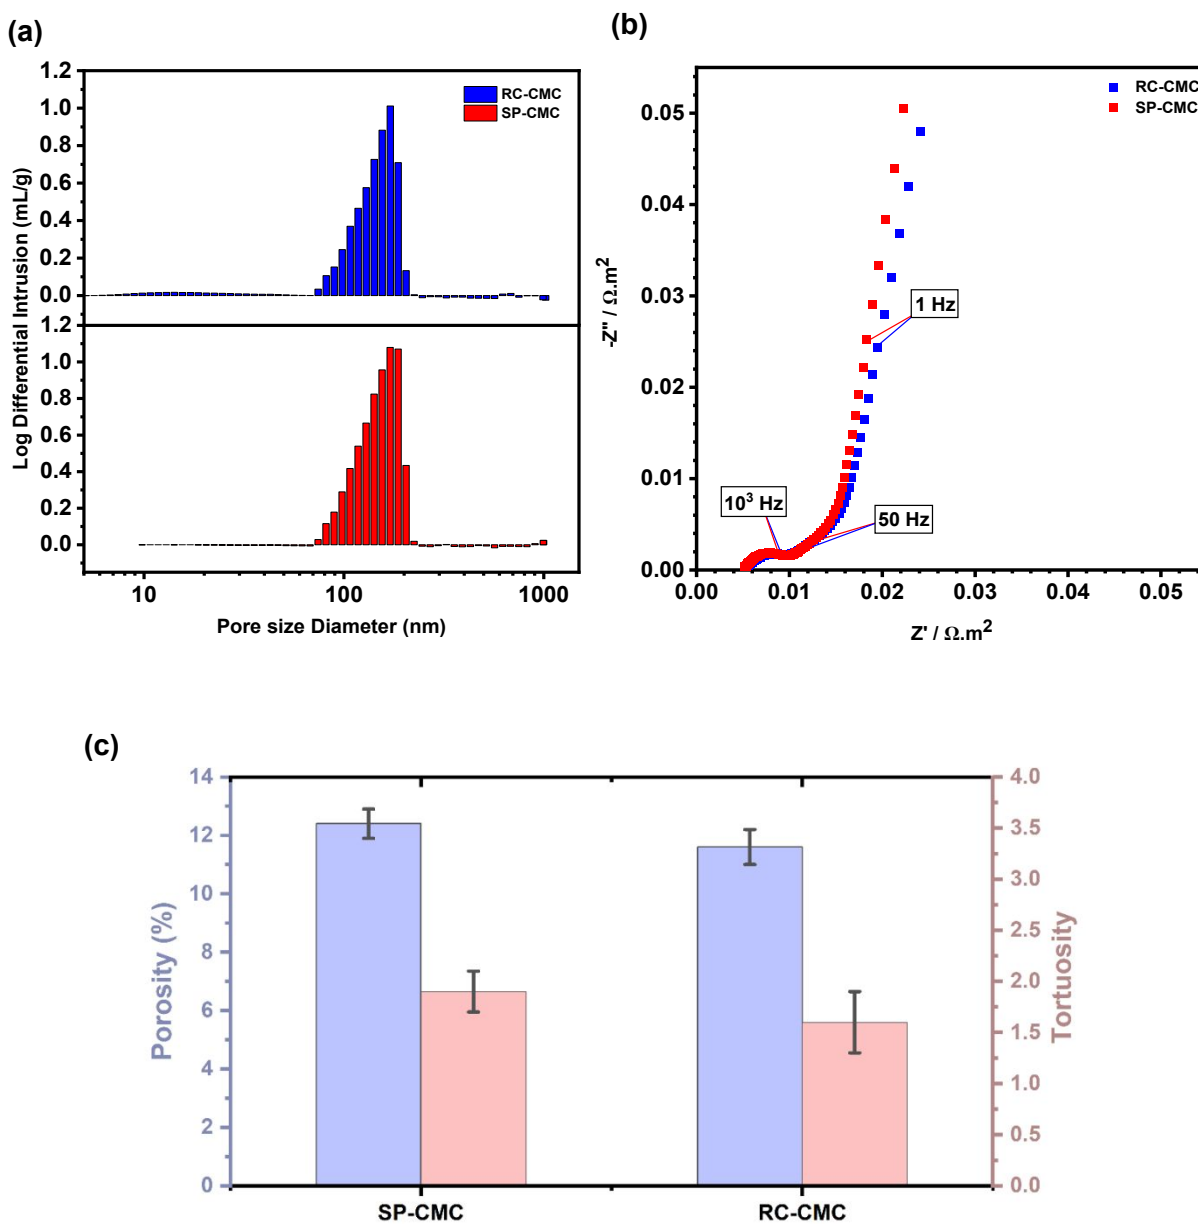 (a)
1.2
1.0
0.8
0.6
0.4
0.2
0.0
1.2
1.0
0.8
0.6
0.4
0.2
0.0
Log Differential Intrusion (mL/g)
RC-CMC
SP-CMC
10 100 1000
Pore size Diameter (nm)
(b)
0.05
0.04
0.03
0.02
0.01
0.00
-Z'' / Ω.m²
RC-CMC
SP-CMC
1 Hz
10³ Hz
50 Hz
0.00 0.01 0.02 0.03 0.04 0.05
Z' / Ω.m²
(c)
14
12
10
8
6
4
2
0
Porosity (%)
4.0
3.5
3.0
2.5
2.0
1.5
1.0
0.5
0.0
Tortuosity
SP-CMC RC-CMC